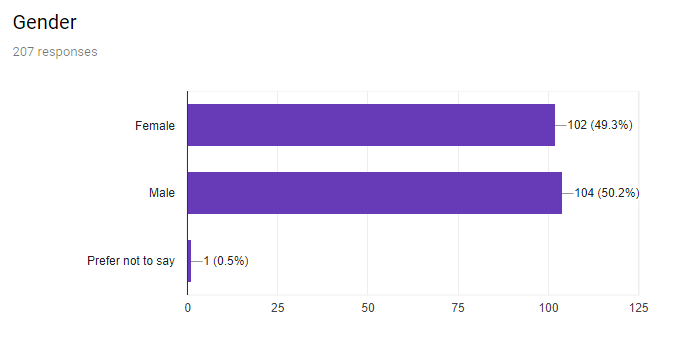 Gender
207 responses
Female 102 (49.3%)
Male 104 (50.2%)
Prefer not to say 1 (0.5%)
0 25 50 75 100 125